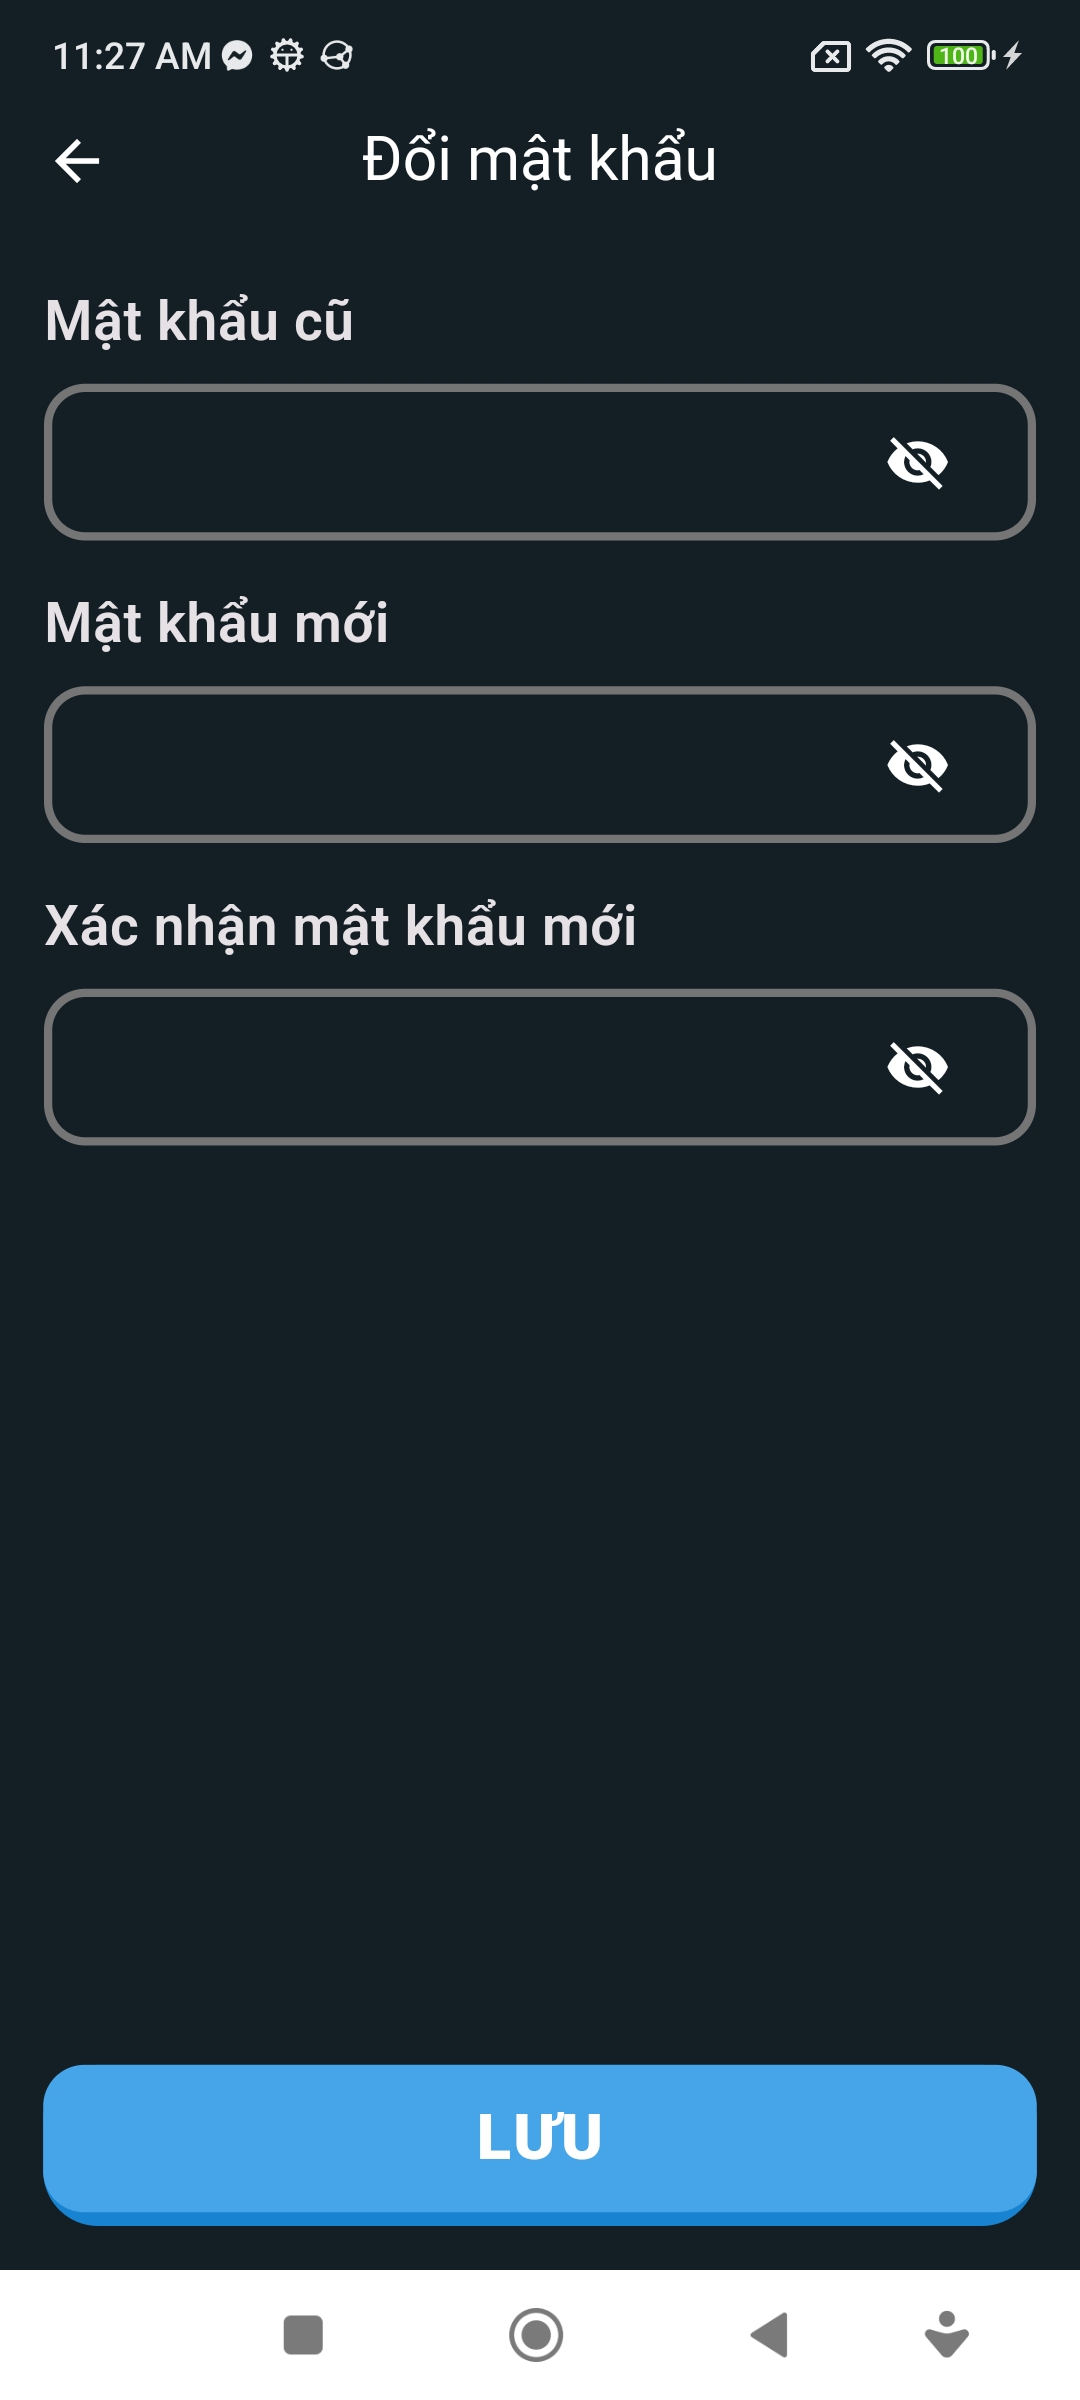 11:27 AM
100
Đổi mật khẩu
Mật khẩu cũ
Mật khẩu mới
Xác nhận mật khẩu mới
LƯU